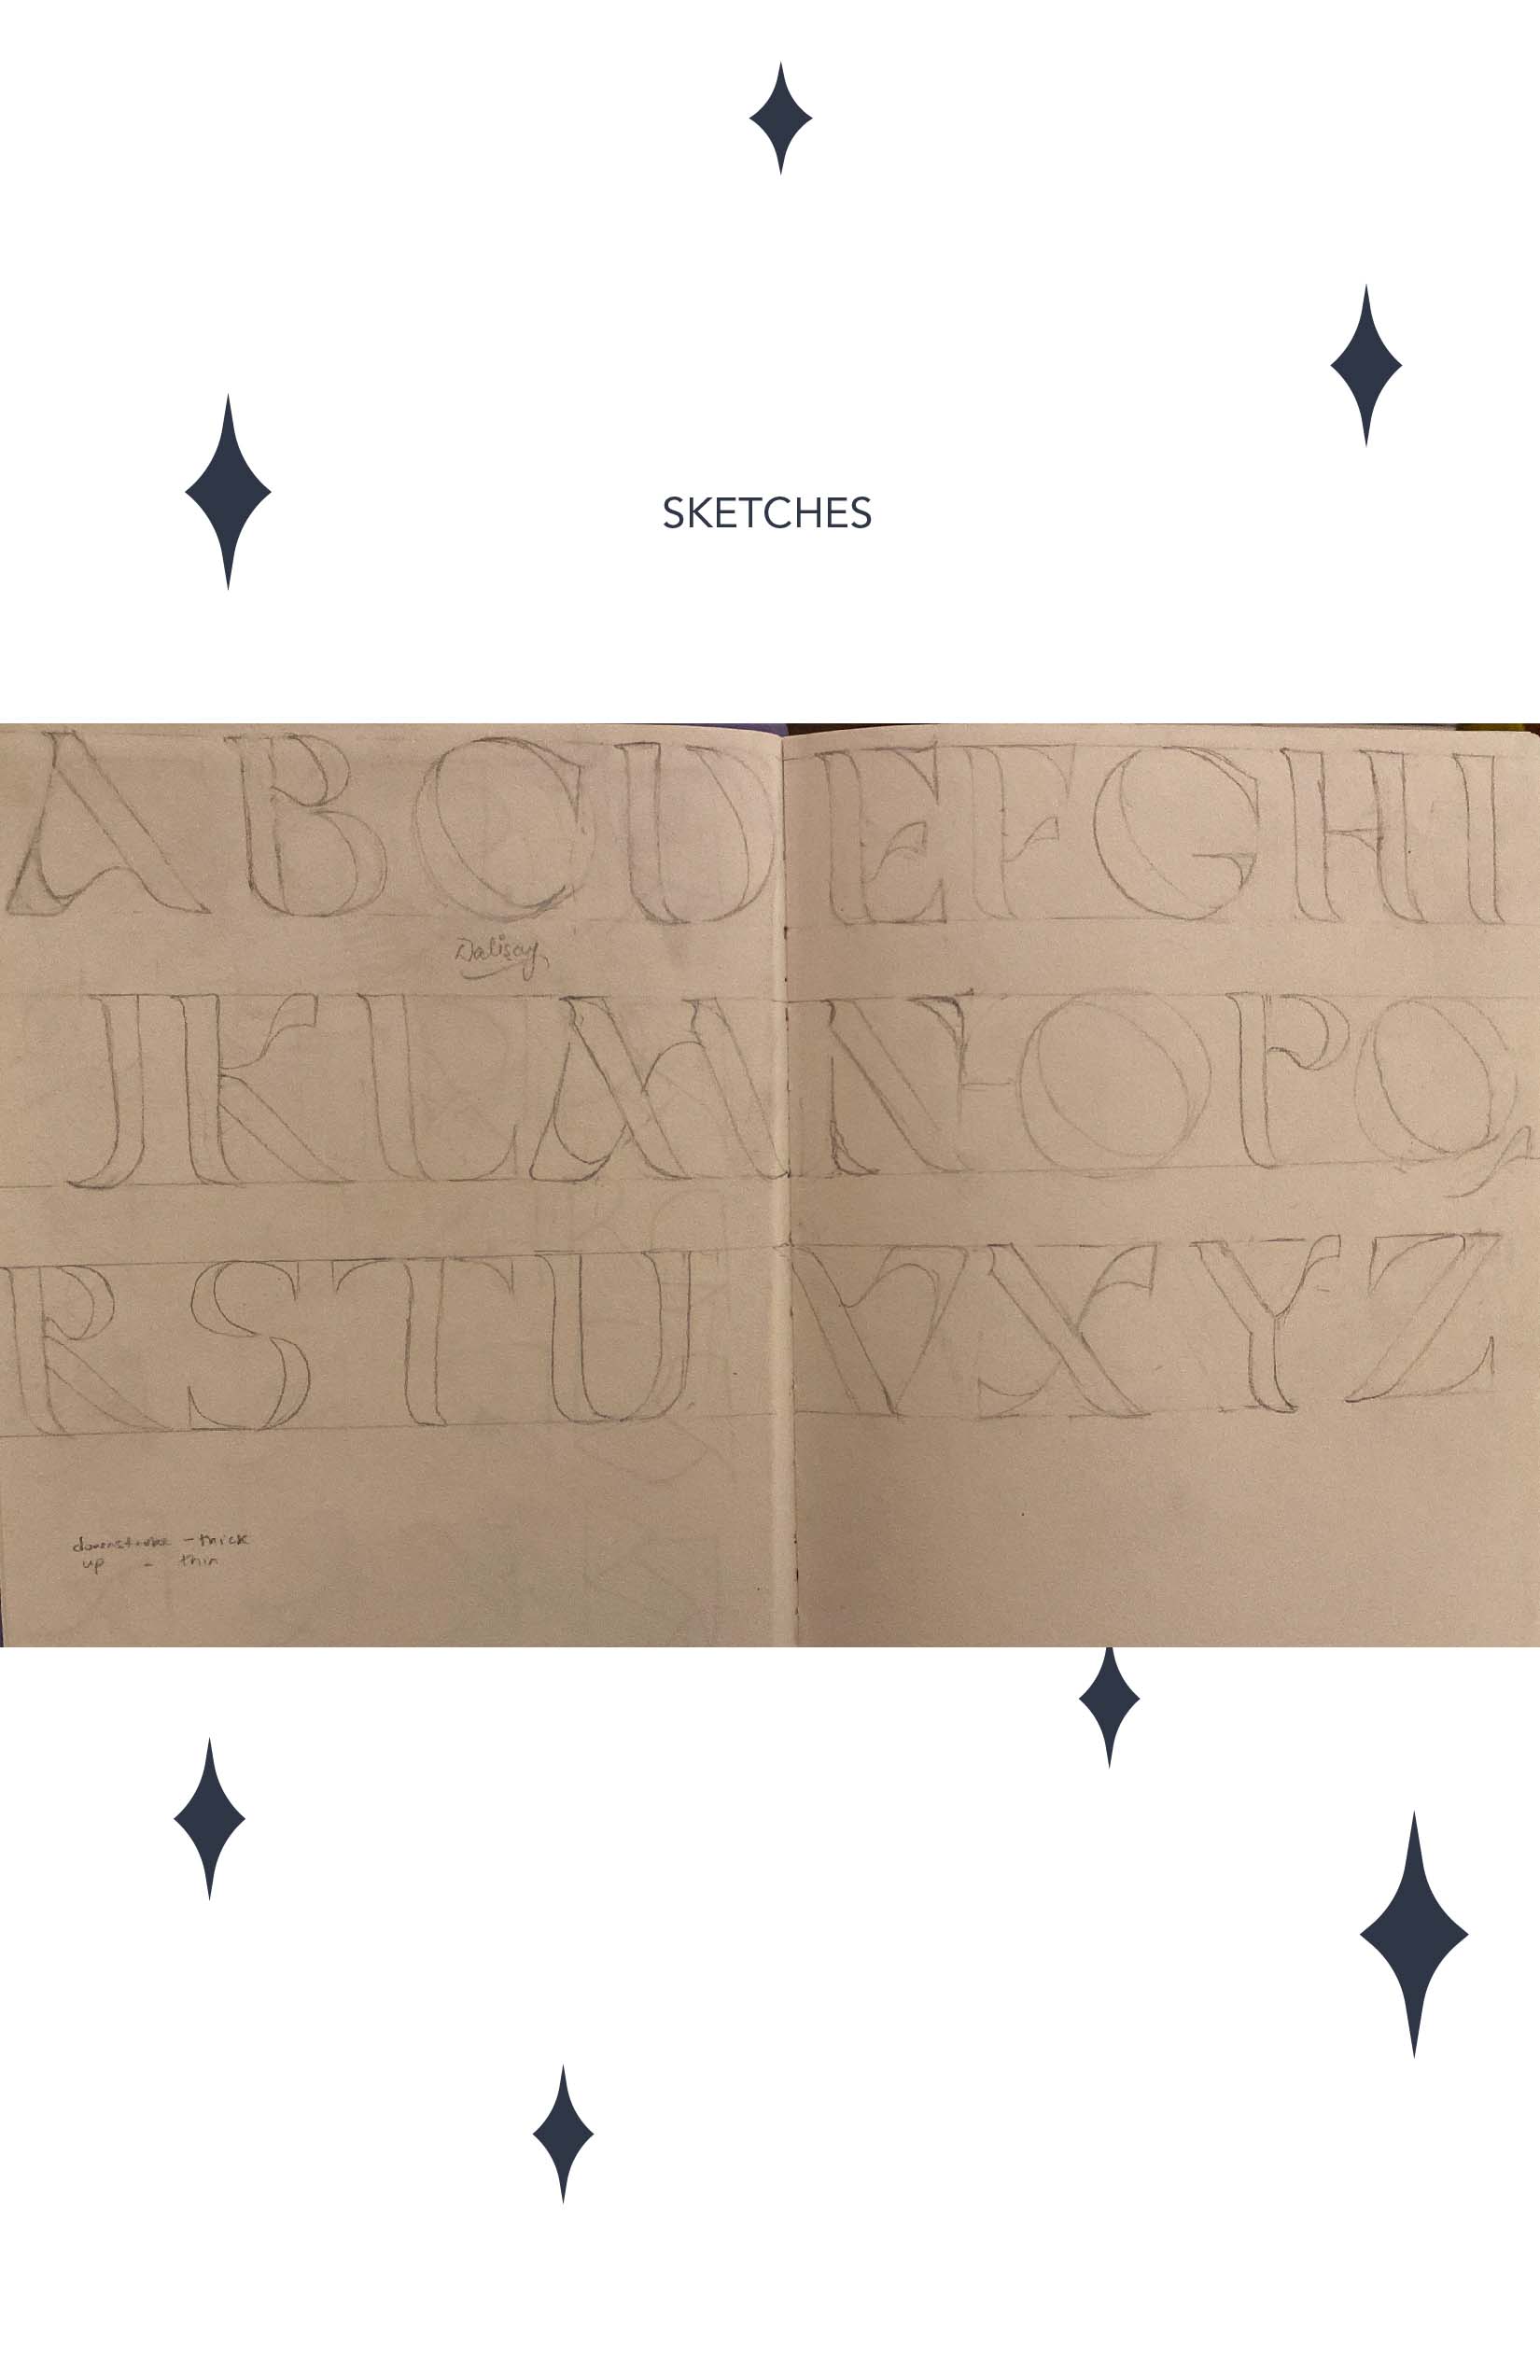 SKETCHES
A B C D E F G H I
Dalisay
J K L M N O P Q
R S T U V X Y Z
downstroke - thick
up - thin